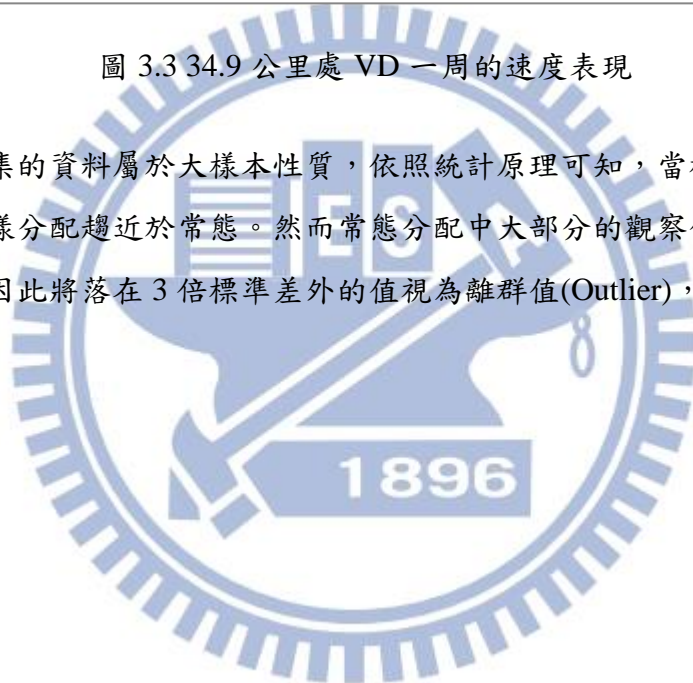 圖 3.3 34.9 公里處 VD 一周的速度表現
集的資料屬於大樣本性質，依照統計原理可知，當
樣分配趨近於常態。然而常態分配中大部分的觀察
因此將落在 3 倍標準差外的值視為離群值(Outlier)，
ES
1896